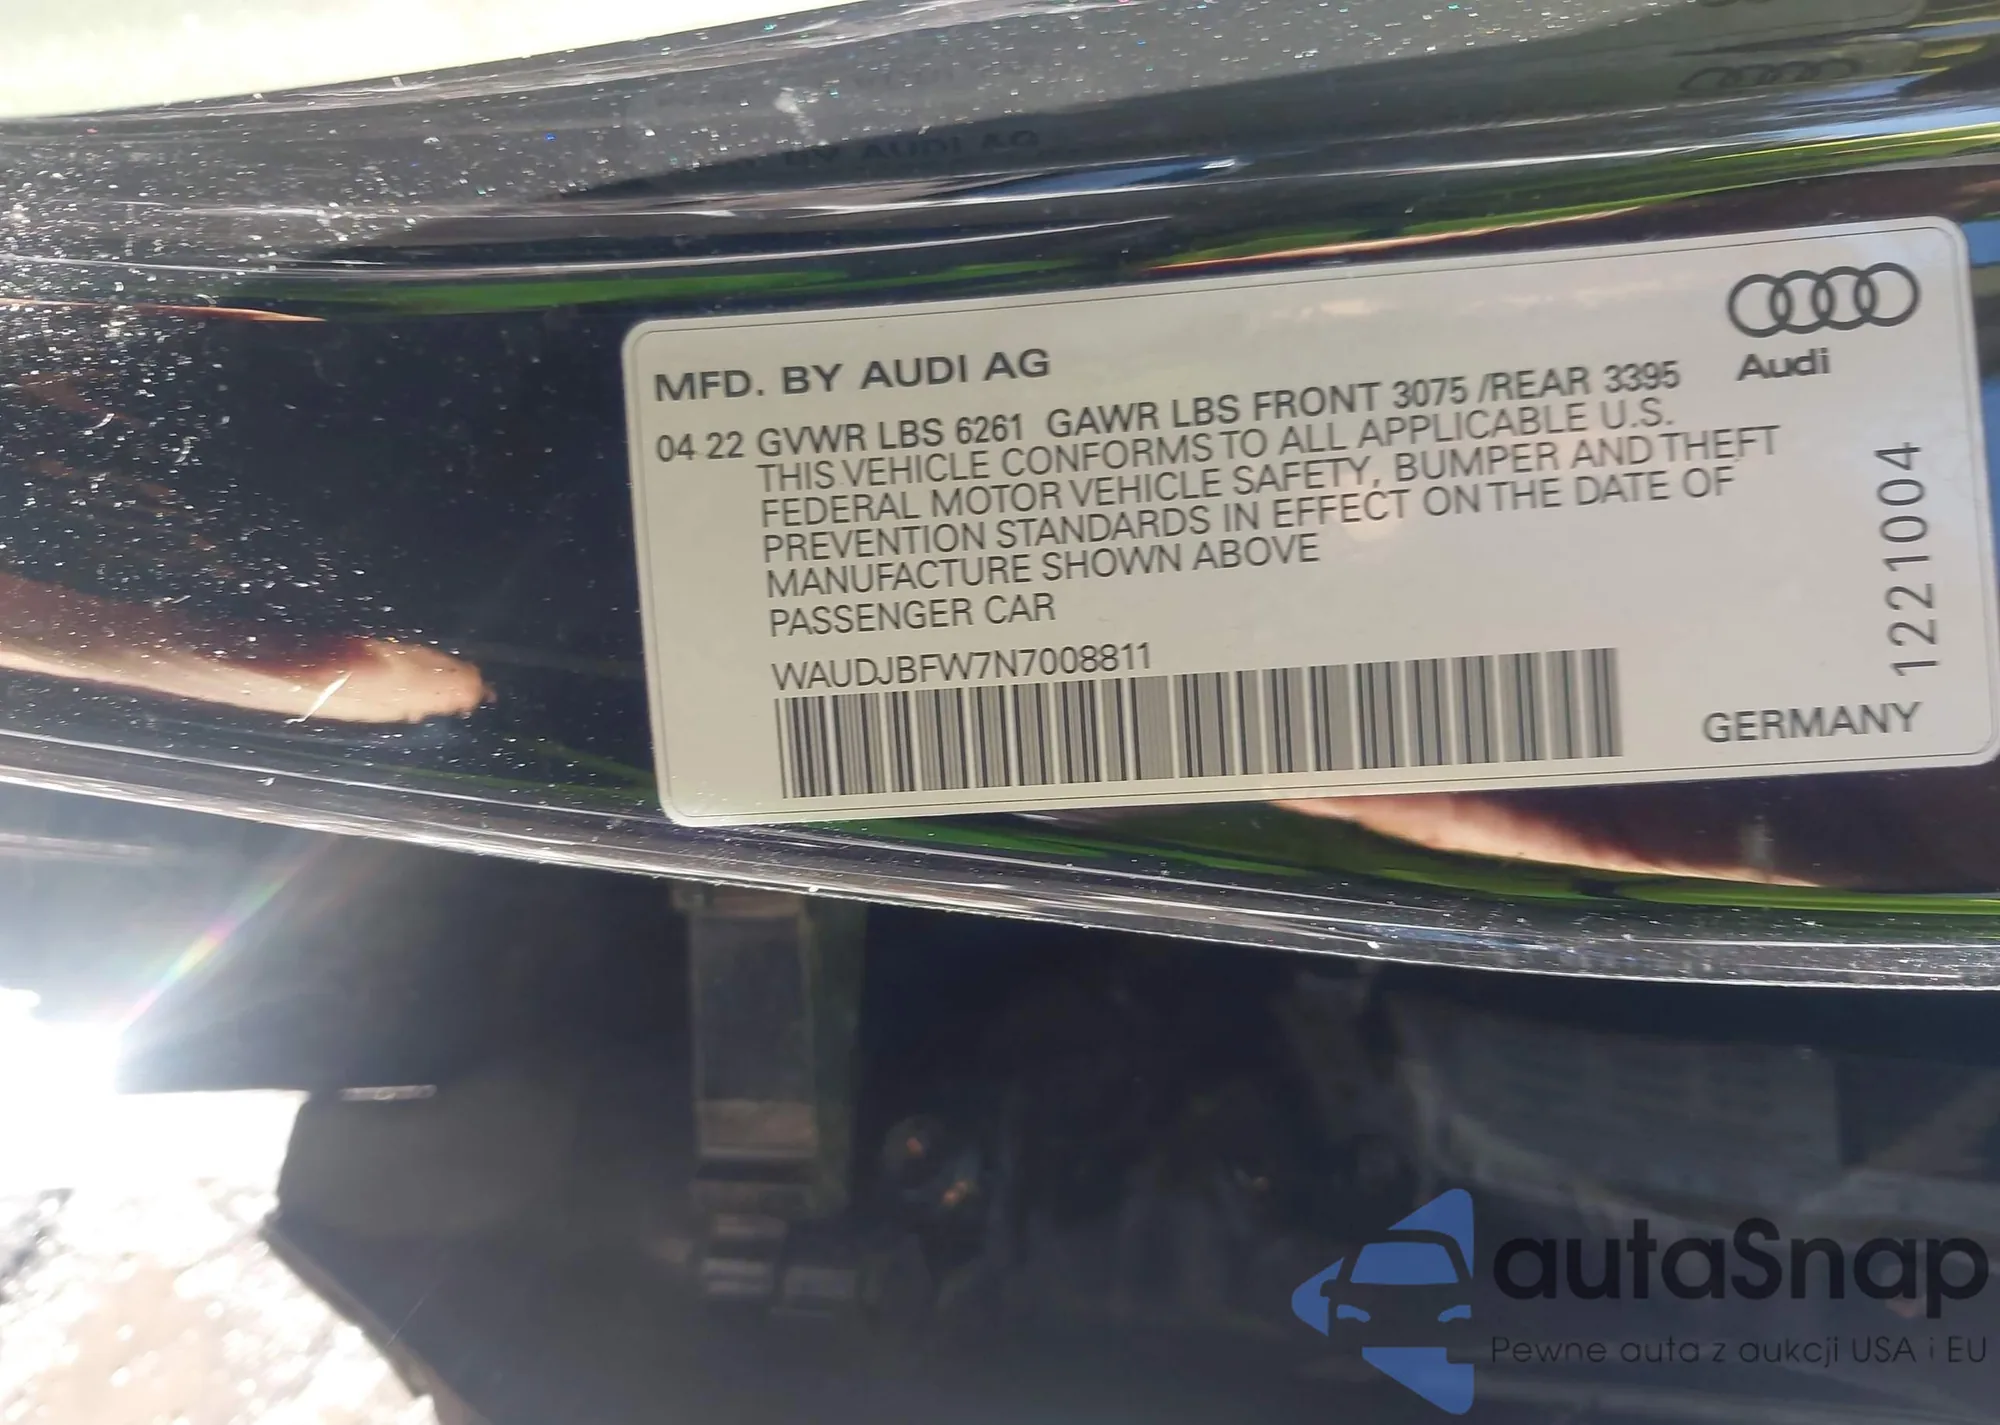 MFD. BY AUDI AG
Audi
04 22 GVWR LBS 6261 GAWR LBS FRONT 3075 /REAR 3395
THIS VEHICLE CONFORMS TO ALL APPLICABLE U.S.
FEDERAL MOTOR VEHICLE SAFETY, BUMPER AND THEFT
PREVENTION STANDARDS IN EFFECT ON THE DATE OF
MANUFACTURE SHOWN ABOVE
PASSENGER CAR
WAUDJBFW7N7008811
1221004
GERMANY
autaSnap
Pewne auta z aukcji USA i EU